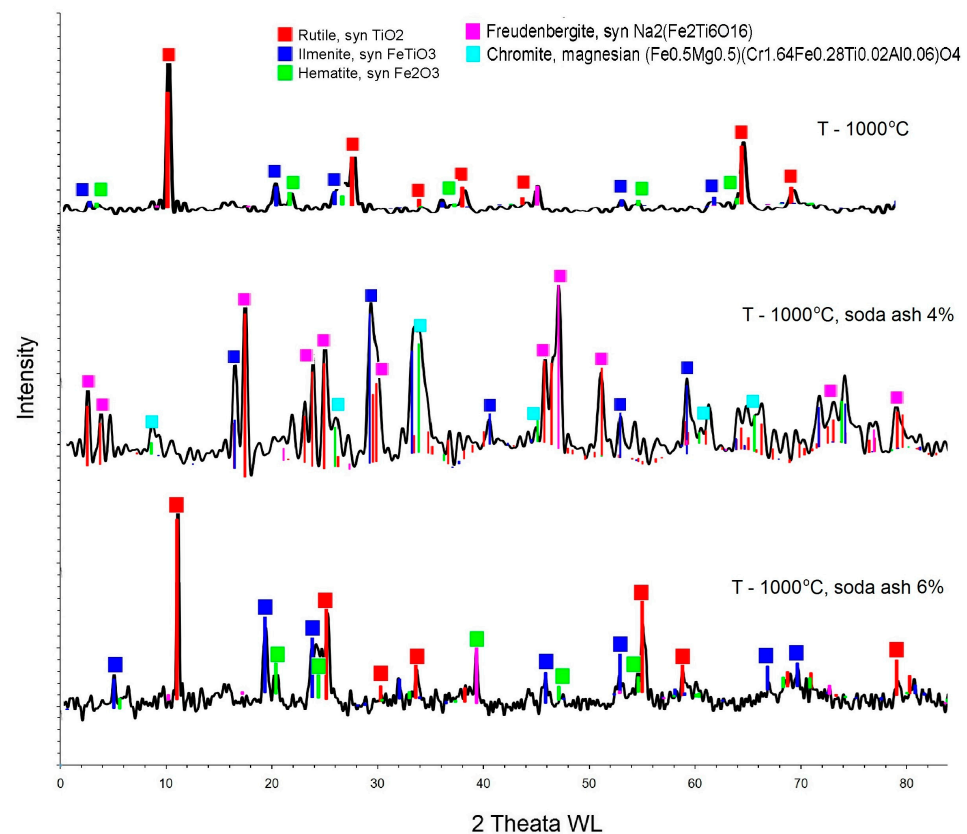 Rutile, syn TiO2
Ilmenite, syn FeTiO3
Hematite, syn Fe2O3
Freudenbergite, syn Na2(Fe2Ti6O16)
Chromite, magnesian (Fe0.5Mg0.5)(Cr1.64Fe0.28Ti0.02Al0.06)O4
T - 1000°C
T - 1000°C, soda ash 4%
T - 1000°C, soda ash 6%
Intensity
0 10 20 30 40 50 60 70 80
2 Theata WL